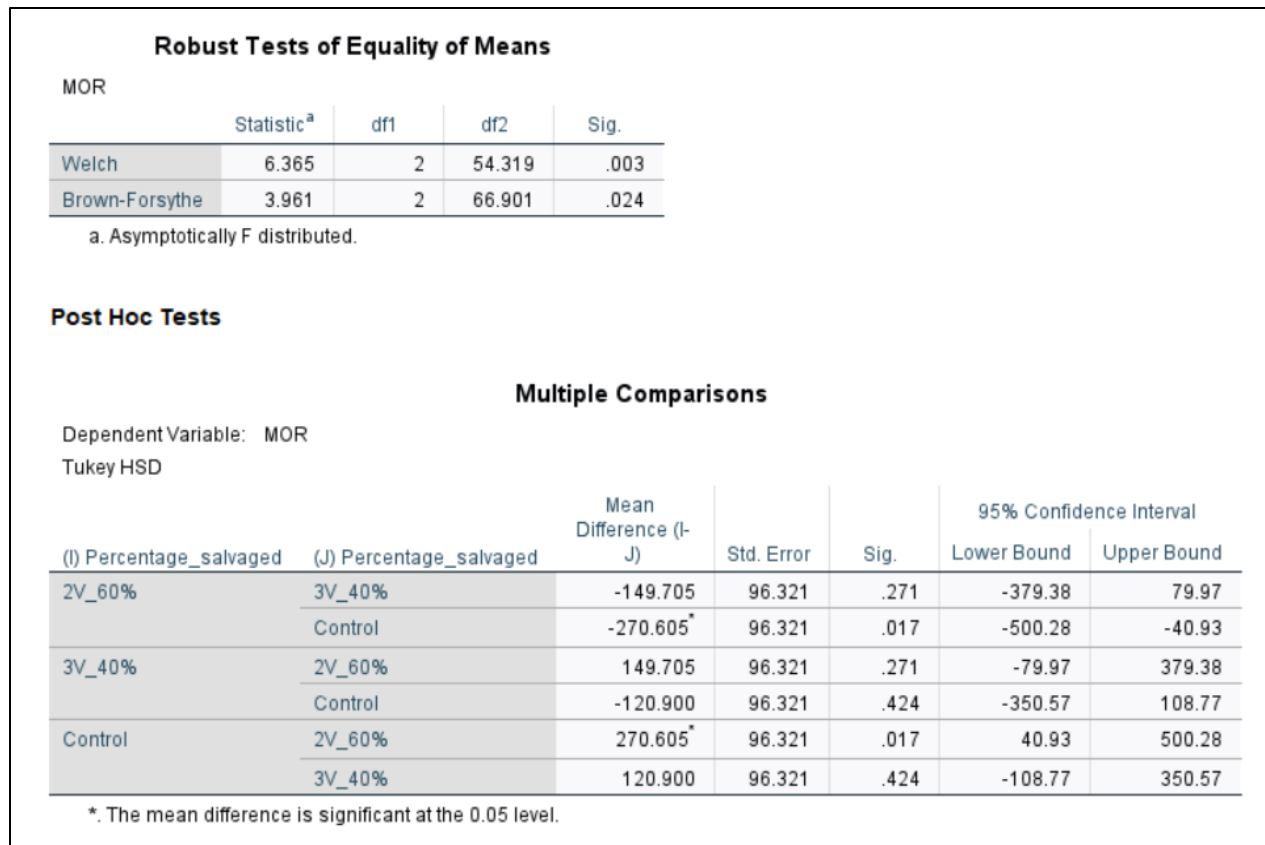 Robust Tests of Equality of Means
MOR
Statistic^a df1 df2 Sig.
Welch 6.365 2 54.319 .003
Brown-Forsythe 3.961 2 66.901 .024
a. Asymptotically F distributed.
Post Hoc Tests
Multiple Comparisons
Dependent Variable: MOR
Tukey HSD
(I) Percentage_salvaged (J) Percentage_salvaged Mean Difference (I-J) Std. Error Sig. 95% Confidence Interval
Lower Bound Upper Bound
2V_60% 3V_40% -149.705 96.321 .271 -379.38 79.97
Control -270.605* 96.321 .017 -500.28 -40.93
3V_40% 2V_60% 149.705 96.321 .271 -79.97 379.38
Control -120.900 96.321 .424 -350.57 108.77
Control 2V_60% 270.605* 96.321 .017 40.93 500.28
3V_40% 120.900 96.321 .424 -108.77 350.57
*. The mean difference is significant at the 0.05 level.